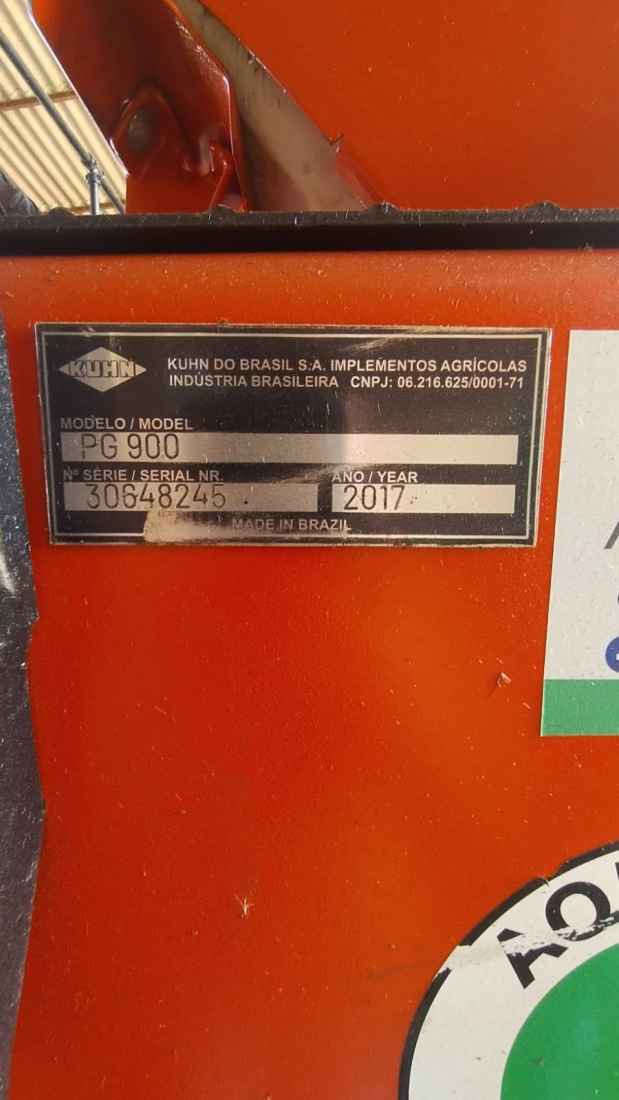 KUHN
KUHN DO BRASIL S.A. IMPLEMENTOS AGRÍCOLAS
INDÚSTRIA BRASILEIRA CNPJ: 06.216.625/0001-71
MODELO / MODEL
PG 900
Nº SÉRIE / SERIAL NR.
ANO / YEAR
30648245
2017
MADE IN BRAZIL